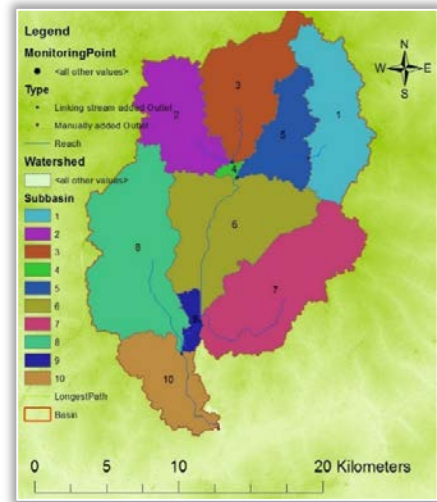 Legend
MonitoringPoint
<all other values>
Type
Linking stream added Outlet
Manually added Outlet
Reach
Watershed
<all other values>
Subbasin
1
2
3
4
5
6
7
8
9
10
LongestPath
Basin
N
W E
S
3
2
1
5
4
6
8
7
9
10
0 5 10 20 Kilometers